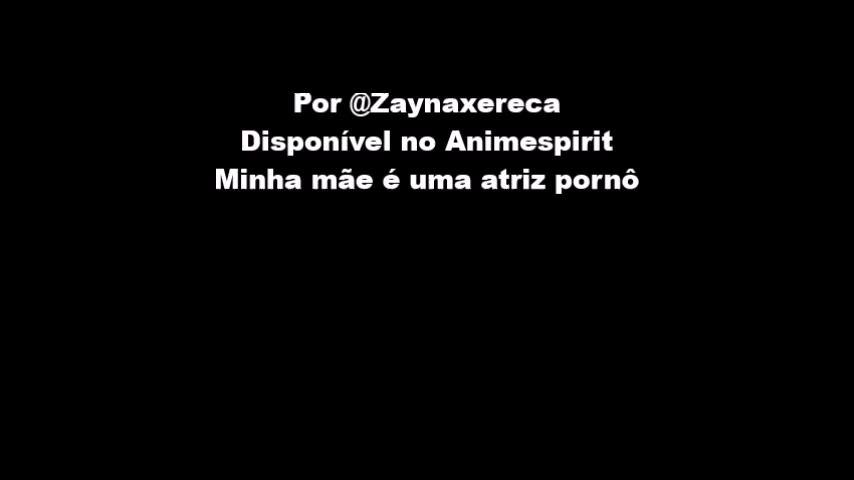 Por @Zaynaxereca
Disponível no Animespirit
Minha mãe é uma atriz pornô